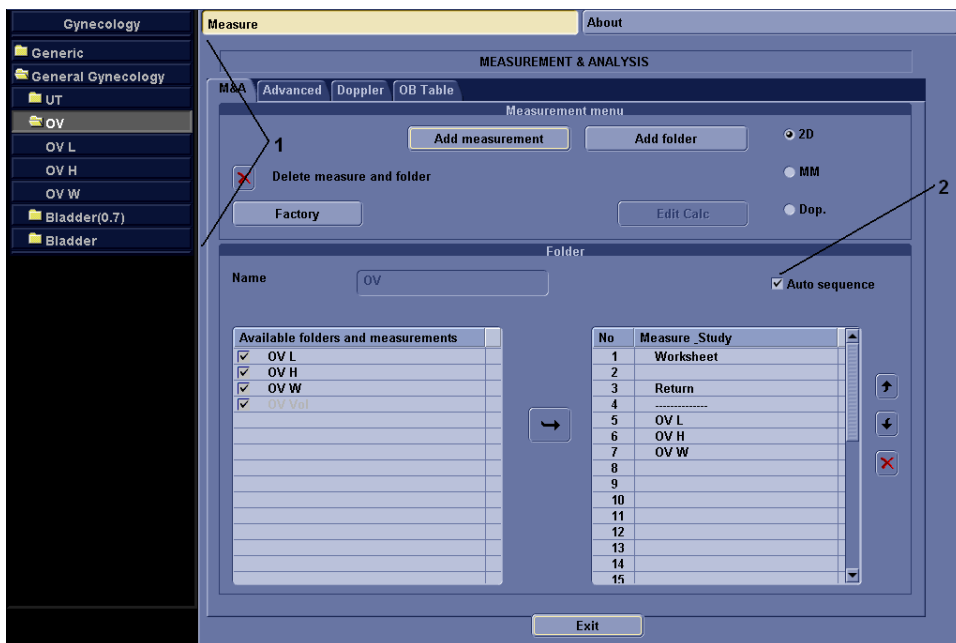 Gynecology
Measure
About
Generic
General Gynecology
UT
OV
OV L
OV H
OV W
Bladder(0.7)
Bladder
MEASUREMENT & ANALYSIS
M&A
Advanced
Doppler
OB Table
Measurement menu
Add measurement
Add folder
2D
1
Delete measure and folder
MM
2
Factory
Edit Calc
Dop.
Folder
Name
OV
Auto sequence
Available folders and measurements
OV L
OV H
OV W
OV Vol
No Measure _Study
1 Worksheet
2
3 Return
4 -------------
5 OV L
6 OV H
7 OV W
8
9
10
11
12
13
14
15
Exit